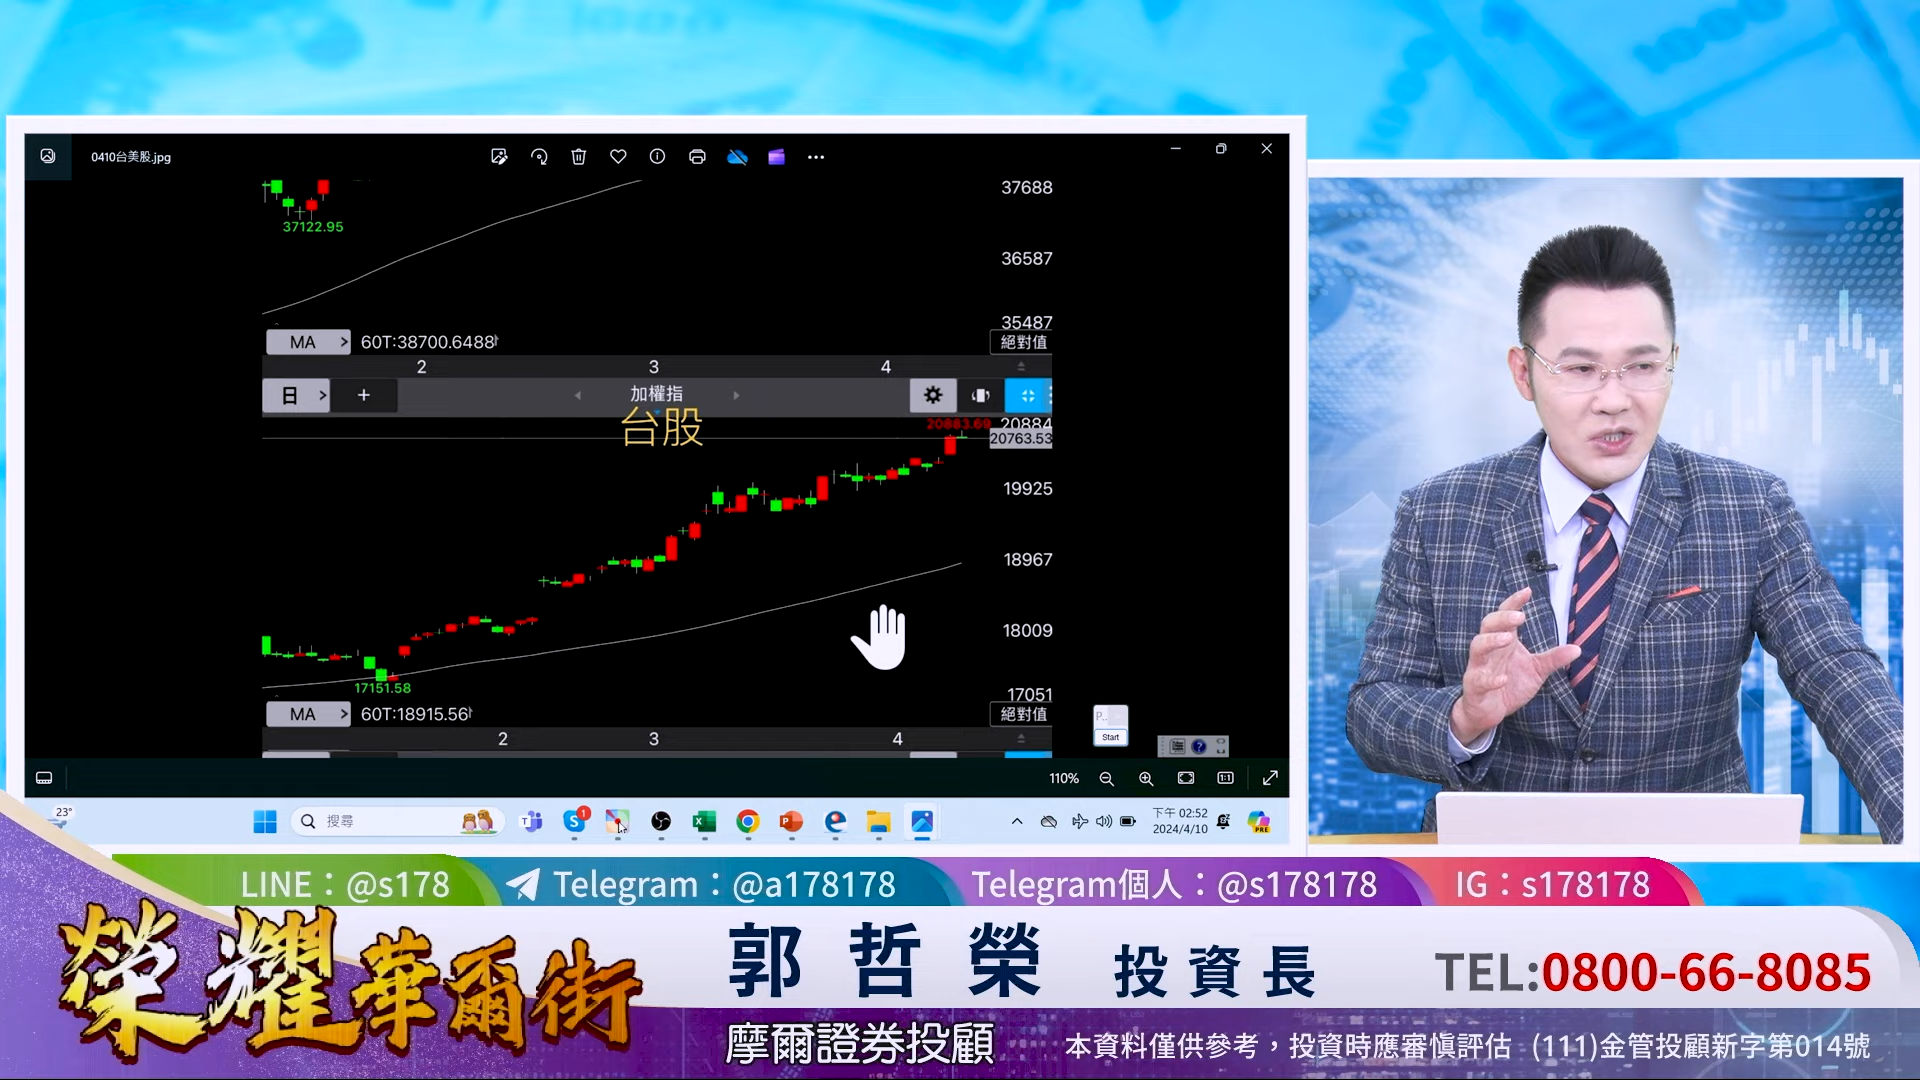 0410台美股.jpg
37688
37122.95
36587
35487
MA > 60T:38700.6488
絕對值
2 3 4
日 > + 加權指
台股
20883.69
20884
20763.53
19925
18967
18009
17151.58
17051
MA > 60T:18915.56
絕對值
2 3 4
P..
Start
110%
1:1
23°
搜尋
1
下午 02:52
2024/4/10
PRE
LINE：@s178
Telegram：@a178178
Telegram個人：@s178178
IG：s178178
榮耀華爾街
郭哲榮 投資長
TEL:0800-66-8085
摩爾證券投顧
本資料僅供參考，投資時應審慎評估 (111)金管投顧新字第014號